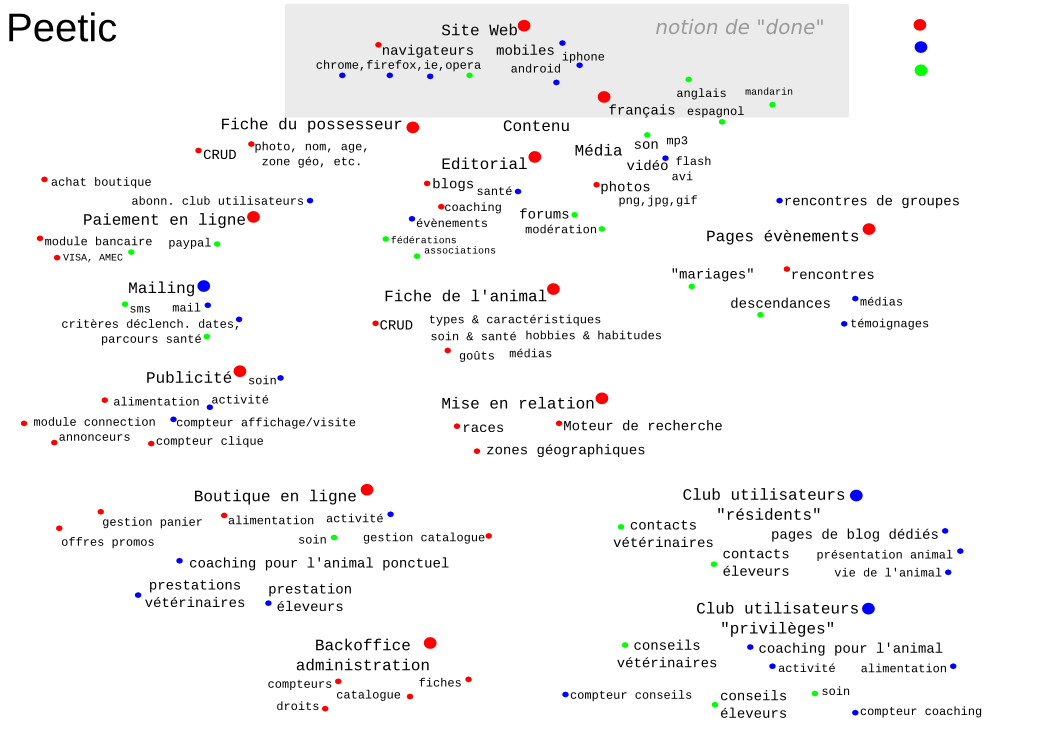 Peetic
Site Web
notion de "done"
navigateurs
mobiles
iphone
chrome,firefox,ie,opera
android
anglais
mandarin
français
espagnol
Fiche du possesseur
CRUD
photo, nom, age,
zone géo, etc.
Contenu
Editorial
blogs
santé
coaching
évènements
fédérations
associations
forums
modération
Média
son
mp3
vidéo
flash
avi
photos
png,jpg,gif
achat boutique
abonn. club utilisateurs
Paiement en ligne
module bancaire
paypal
VISA, AMEC
rencontres de groupes
Pages évènements
"mariages"
rencontres
descendances
médias
témoignages
Mailing
sms
mail
critères déclench. dates,
parcours santé
Fiche de l'animal
CRUD
types & caractéristiques
soin & santé
hobbies & habitudes
goûts
médias
Publicité
soin
alimentation
activité
module connection
compteur affichage/visite
annonceurs
compteur clique
Mise en relation
races
Moteur de recherche
zones géographiques
Boutique en ligne
gestion panier
alimentation
activité
offres promos
soin
gestion catalogue
coaching pour l'animal ponctuel
prestations
vétérinaires
prestation
éleveurs
Club utilisateurs
"résidents"
contacts
vétérinaires
pages de blog dédiés
contacts
éleveurs
présentation animal
vie de l'animal
Club utilisateurs
"privilèges"
conseils
vétérinaires
coaching pour l'animal
activité
alimentation
compteur conseils
conseils
éleveurs
soin
compteur coaching
Backoffice
administration
compteurs
fiches
catalogue
droits